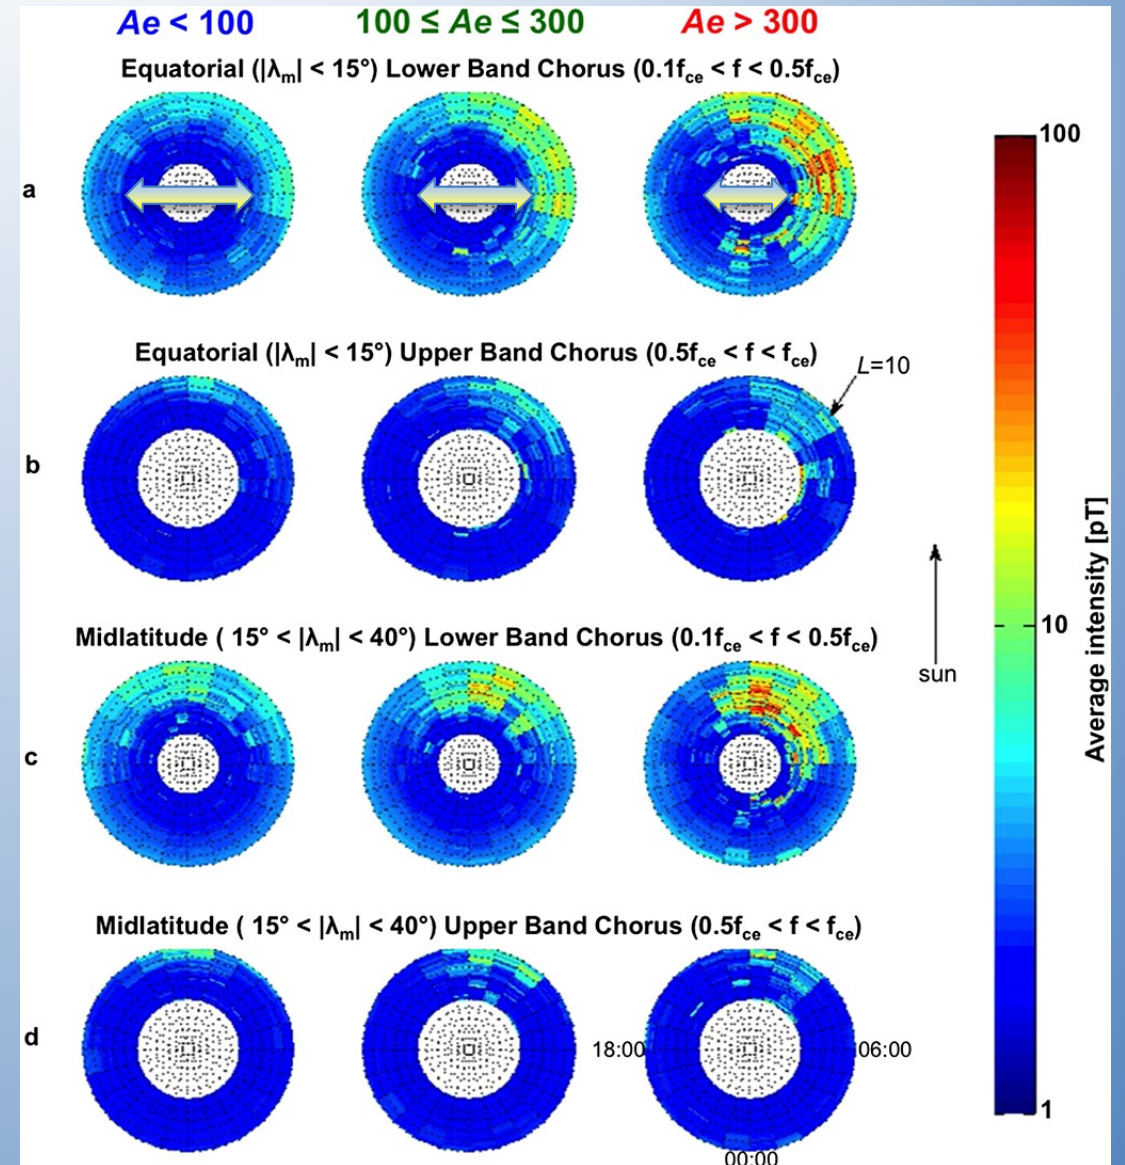 Ae < 100 100 ≤ Ae ≤ 300 Ae > 300
Equatorial (|λm| < 15°) Lower Band Chorus (0.1fce < f < 0.5fce)
100
a
Equatorial (|λm| < 15°) Upper Band Chorus (0.5fce < f < fce)
L=10
b
Average intensity [pT]
10
Midlatitude ( 15° < |λm| < 40°) Lower Band Chorus (0.1fce < f < 0.5fce)
sun
c
Midlatitude ( 15° < |λm| < 40°) Upper Band Chorus (0.5fce < f < fce)
d
18:00 06:00
1
00:00